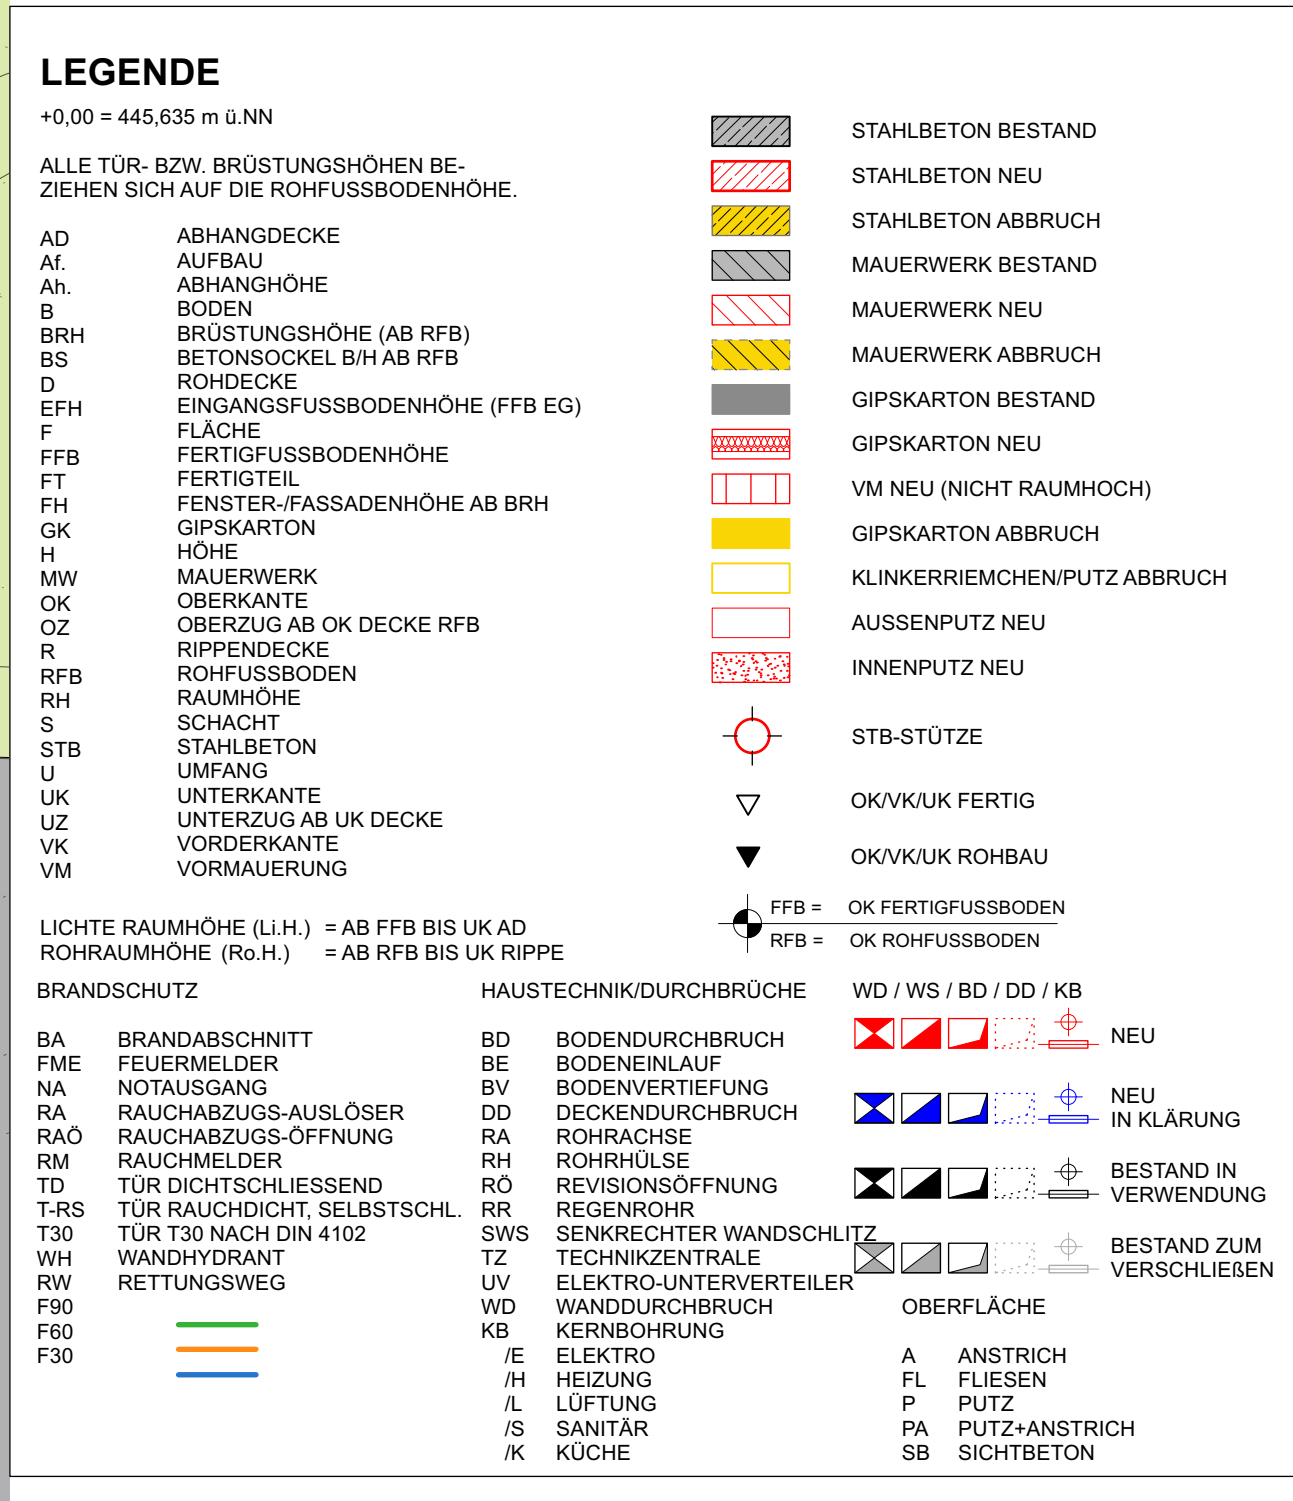 LEGENDE
+0,00 = 445,635 m ü.NN
ALLE TÜR- BZW. BRÜSTUNGSHÖHEN BE-
ZIEHEN SICH AUF DIE ROHFUSSBODENHÖHE.
AD ABHANGDECKE
Af. AUFBAU
Ah. ABHANGHÖHE
B BODEN
BRH BRÜSTUNGSHÖHE (AB RFB)
BS BETONSOCKEL B/H AB RFB
D ROHDECKE
EFH EINGANGSFUSSBODENHÖHE (FFB EG)
F FLÄCHE
FFB FERTIGFUSSBODENHÖHE
FT FERTIGTEIL
FH FENSTER-/FASSADENHÖHE AB BRH
GK GIPSKARTON
H HÖHE
MW MAUERWERK
OK OBERKANTE
OZ OBERZUG AB OK DECKE RFB
R RIPPENDECKE
RFB ROHFUSSBODEN
RH RAUMHÖHE
S SCHACHT
STB STAHLBETON
U UMFANG
UK UNTERKANTE
UZ UNTERZUG AB UK DECKE
VK VORDERKANTE
VM VORMAUERUNG
LICHTE RAUMHÖHE (Li.H.) = AB FFB BIS UK AD
ROHRAUMHÖHE (Ro.H.) = AB RFB BIS UK RIPPE
STAHLBETON BESTAND
STAHLBETON NEU
STAHLBETON ABBRUCH
MAUERWERK BESTAND
MAUERWERK NEU
MAUERWERK ABBRUCH
GIPSKARTON BESTAND
GIPSKARTON NEU
VM NEU (NICHT RAUMHOCH)
GIPSKARTON ABBRUCH
KLINKERRIEMCHEN/PUTZ ABBRUCH
AUSSENPUTZ NEU
INNENPUTZ NEU
STB-STÜTZE
OK/VK/UK FERTIG
OK/VK/UK ROHBAU
FFB = OK FERTIGFUSSBODEN
RFB = OK ROHFUSSBODEN
BRANDSCHUTZ
BA BRANDABSCHNITT
FME FEUERMELDER
NA NOTAUSGANG
RA RAUCHABZUGS-AUSLÖSER
RAÖ RAUCHABZUGS-ÖFFNUNG
RM RAUCHMELDER
TD TÜR DICHTSCHLIESSEND
T-RS TÜR RAUCHDICHT, SELBSTSCHL.
T30 TÜR T30 NACH DIN 4102
WH WANDHYDRANT
RW RETTUNGSWEG
F90
F60
F30
HAUSTECHNIK/DURCHBRÜCHE
BD BODENDURCHBRUCH
BE BODENEINLAUF
BV BODENVERTIEFUNG
DD DECKENDURCHBRUCH
RA ROHRACHSE
RH ROHRHÜLSE
RÖ REVISIONSÖFFNUNG
RR REGENROHR
SWS SENKRECHTER WANDSCHLITZ
TZ TECHNIKZENTRALE
UV ELEKTRO-UNTERVERTEILER
WD WANDDURCHBRUCH
KB KERNBOHRUNG
/E ELEKTRO
/H HEIZUNG
/L LÜFTUNG
/S SANITÄR
/K KÜCHE
WD / WS / BD / DD / KB
NEU
NEU
IN KLÄRUNG
BESTAND IN
VERWENDUNG
BESTAND ZUM
VERSCHLIEßEN
OBERFLÄCHE
A ANSTRICH
FL FLIESEN
P PUTZ
PA PUTZ+ANSTRICH
SB SICHTBETON